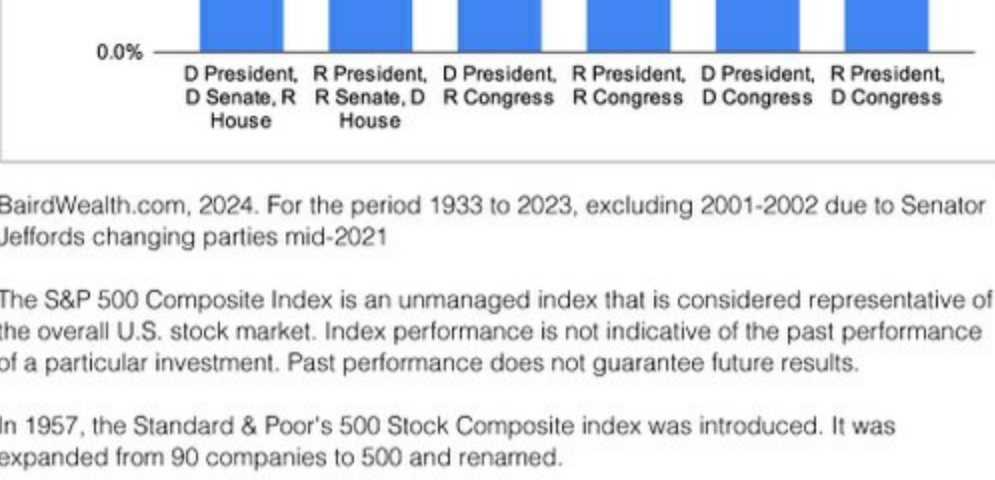 0.0%
D President, R President, D President, R President, D President, R President,
D Senate, R R Senate, D R Congress R Congress D Congress D Congress
House House
BairdWealth.com, 2024. For the period 1933 to 2023, excluding 2001-2002 due to Senator
Jeffords changing parties mid-2021
The S&P 500 Composite Index is an unmanaged index that is considered representative of
the overall U.S. stock market. Index performance is not indicative of the past performance
of a particular investment. Past performance does not guarantee future results.
In 1957, the Standard & Poor's 500 Stock Composite index was introduced. It was
expanded from 90 companies to 500 and renamed.